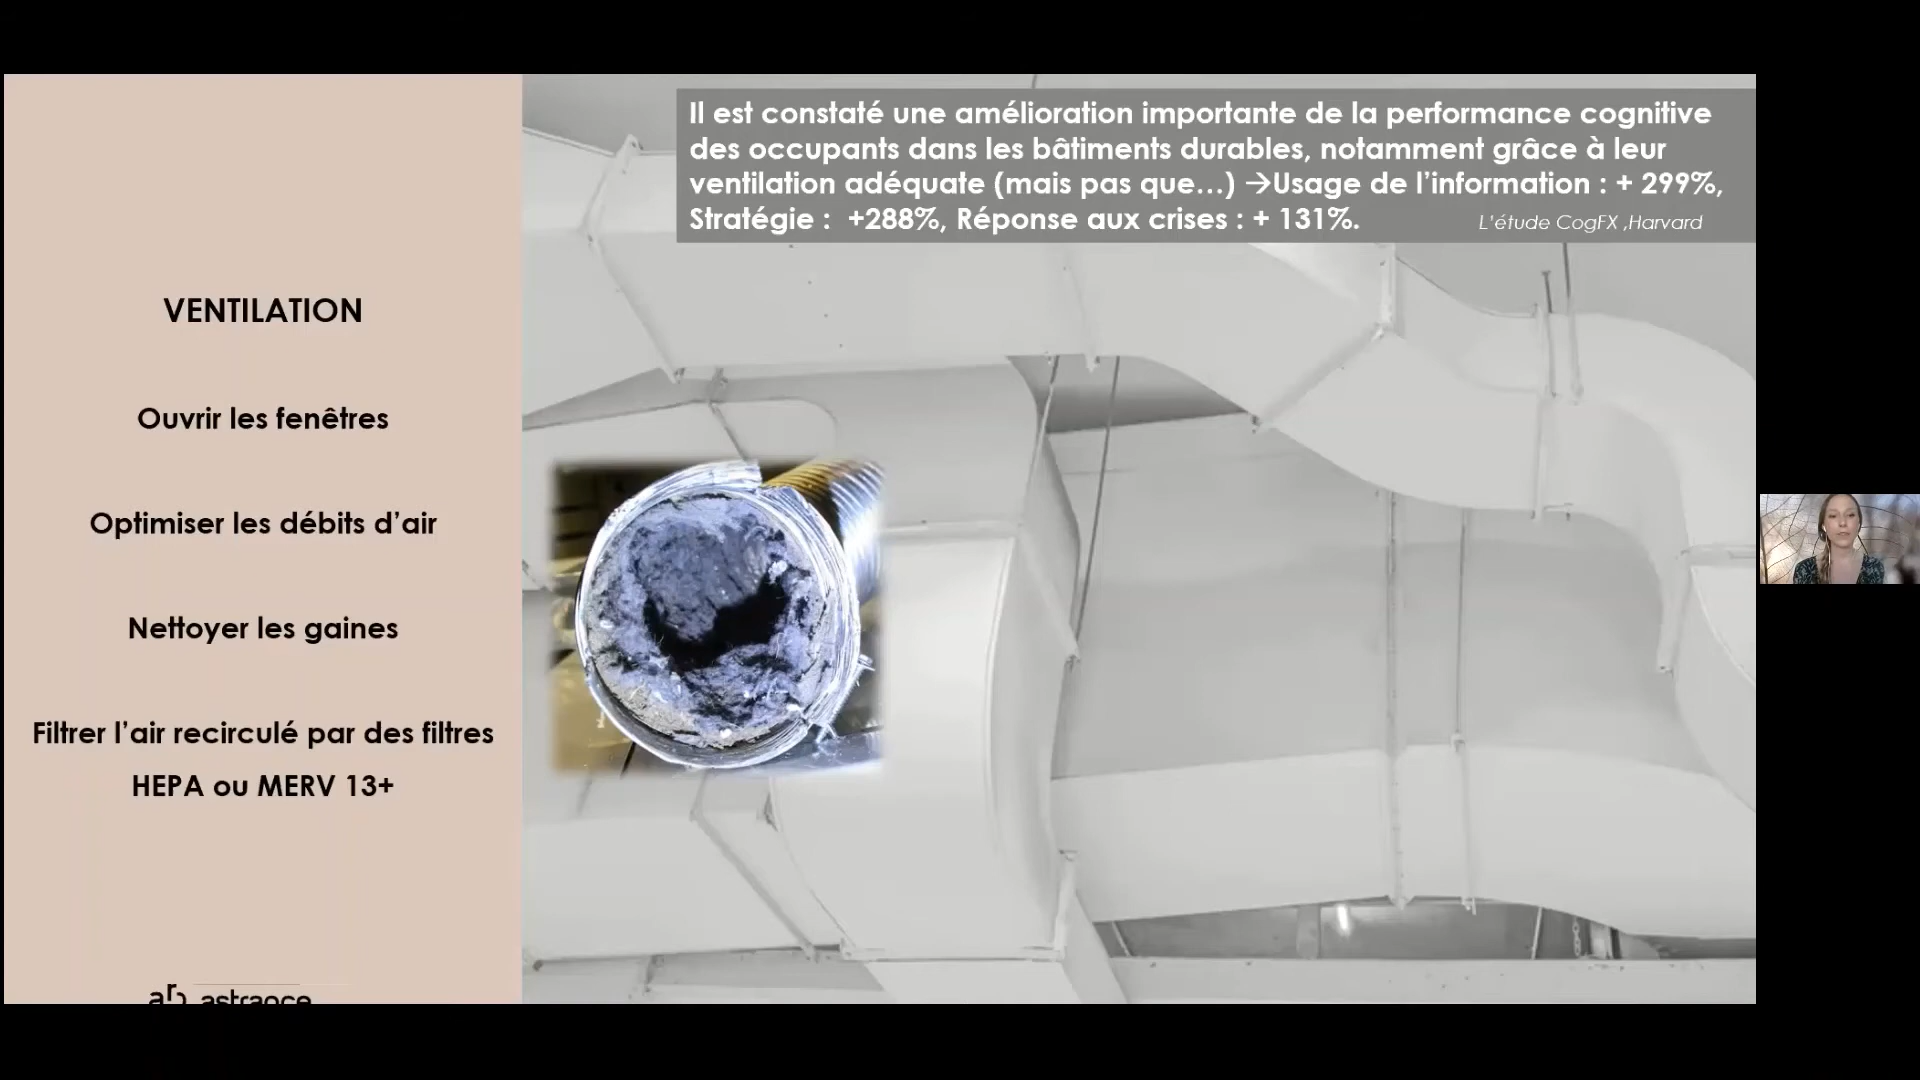 Il est constaté une amélioration importante de la performance cognitive
des occupants dans les bâtiments durables, notamment grâce à leur
ventilation adéquate (mais pas que…) →Usage de l’information : + 299%,
Stratégie :  +288%, Réponse aux crises : + 131%.
L’étude CogFX ,Harvard
VENTILATION
Ouvrir les fenêtres
Optimiser les débits d’air
Nettoyer les gaines
Filtrer l’air recirculé par des filtres
HEPA ou MERV 13+
astrance